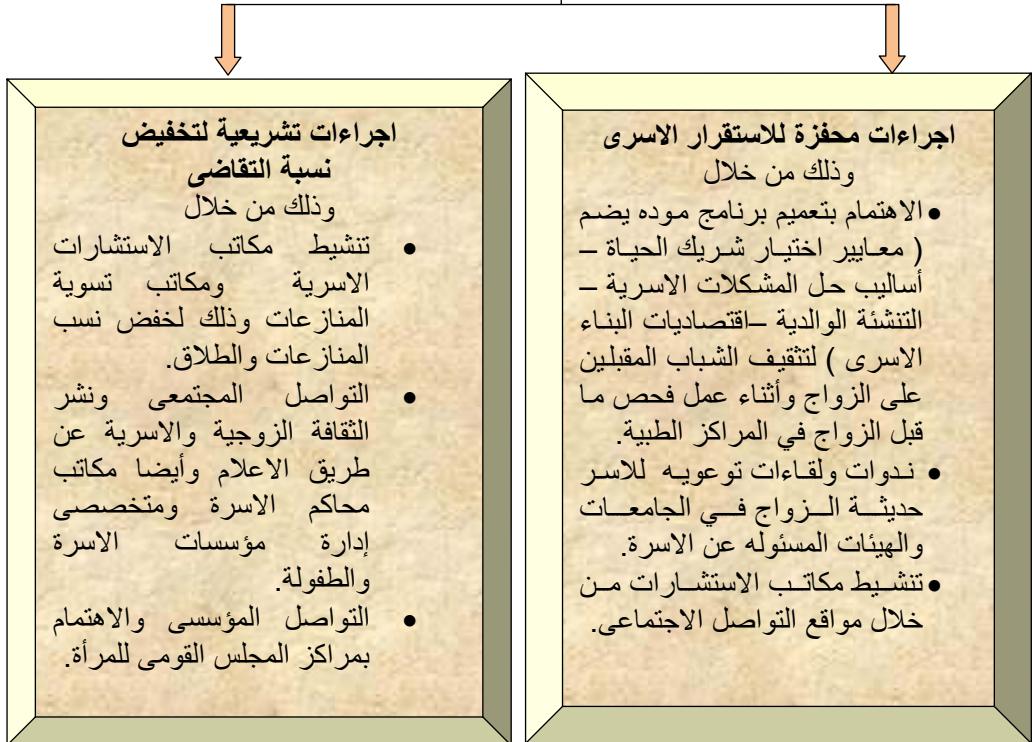 اجراءات محفزة للاستقرار الاسرى
وذلك من خلال
• الاهتمام بتعميم برنامج موده يضم
( معايير اختيار شريك الحياة –
أساليب حل المشكلات الاسرية –
التنشئة الوالدية –اقتصاديات البناء
الاسرى ) لتثقيف الشباب المقبلين
على الزواج وأثناء عمل فحص ما
قبل الزواج في المراكز الطبية.
• ندوات ولقاءات توعويه للاسر
حديثة الزواج في الجامعات
والهيئات المسئوله عن الاسرة.
• تنشيط مكاتب الاستشارات من
خلال مواقع التواصل الاجتماعى.
اجراءات تشريعية لتخفيض
نسبة التقاضى
وذلك من خلال
• تنشيط مكاتب الاستشارات
الاسرية ومكاتب تسوية
المنازعات وذلك لخفض نسب
المنازعات والطلاق.
• التواصل المجتمعى ونشر
الثقافة الزوجية والاسرية عن
طريق الاعلام وأيضا مكاتب
محاكم الاسرة ومتخصصى
إدارة مؤسسات الاسرة
والطفولة.
• التواصل المؤسسى والاهتمام
بمراكز المجلس القومى للمرأة.